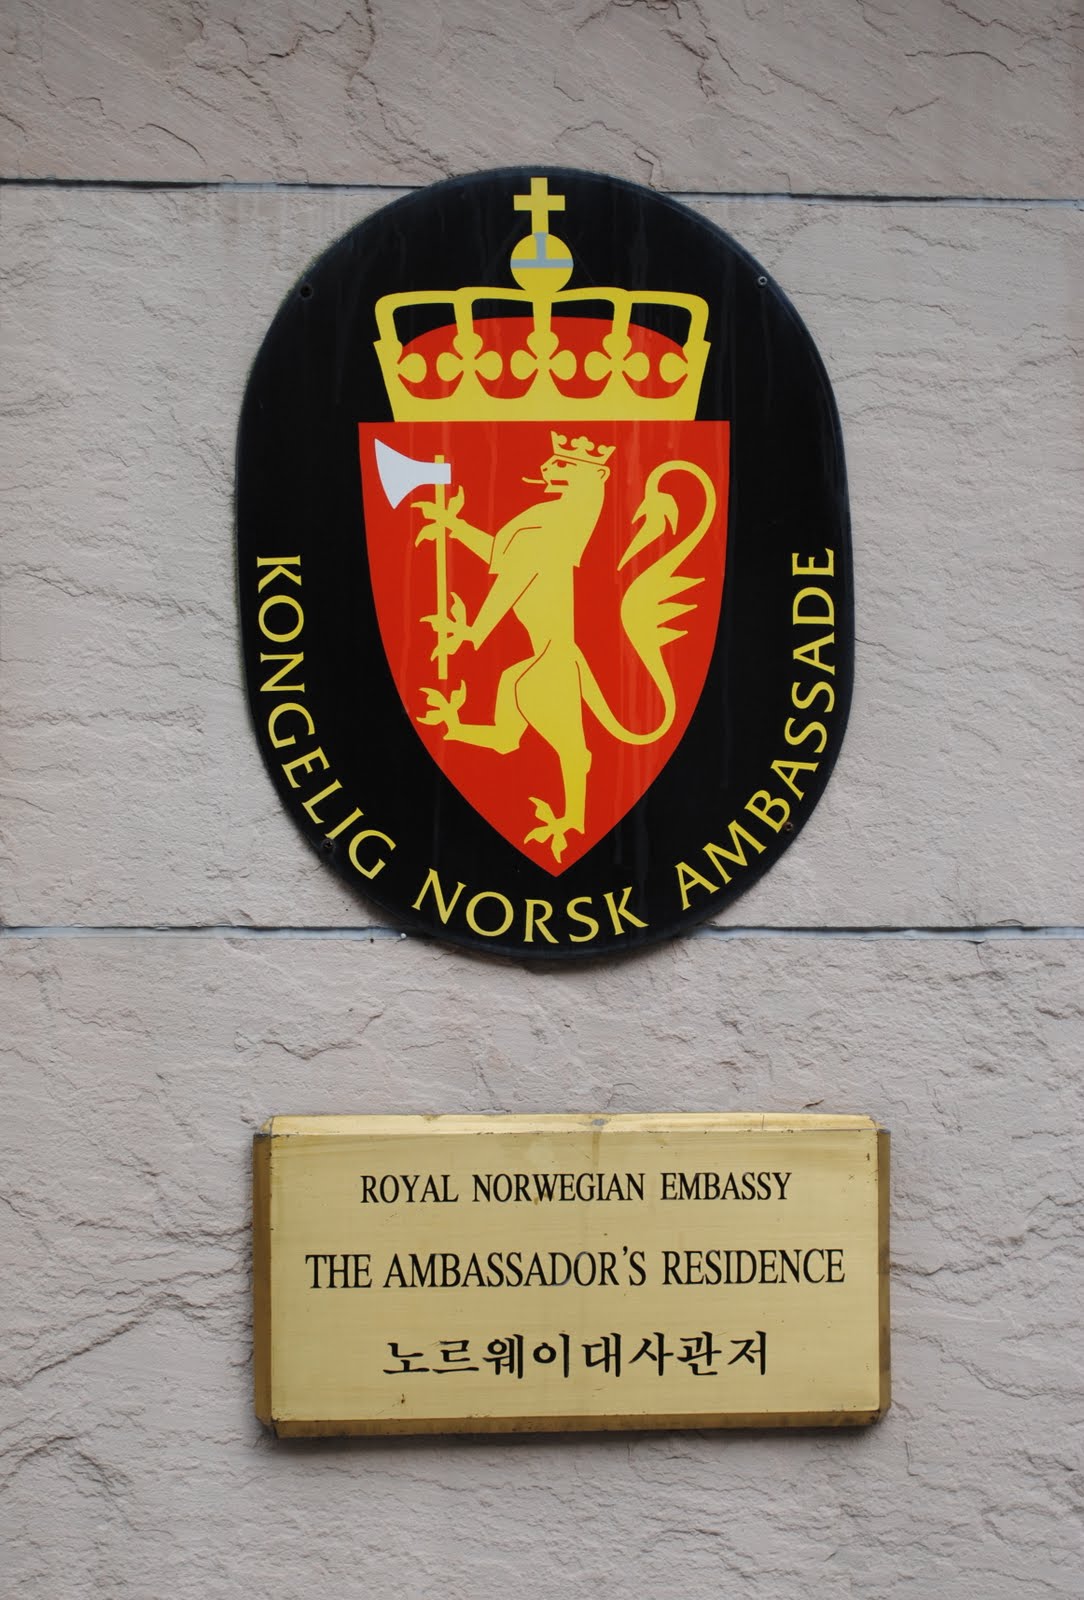 KONGELIG NORSK AMBASSADE
ROYAL NORWEGIAN EMBASSY
THE AMBASSADOR'S RESIDENCE
노르웨이대사관저